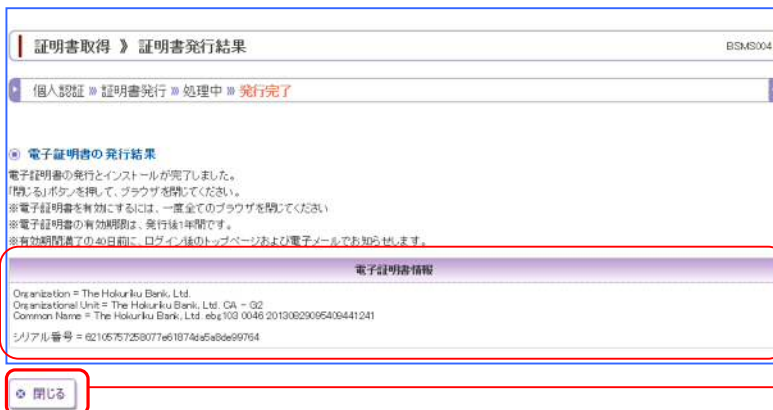 証明書取得 》 証明書発行結果
BSMS004
個人認証 》 証明書発行 》 処理中 》 発行完了
電子証明書の発行結果
電子証明書の発行とインストールが完了しました。
「閉じる」ボタンを押して、ブラウザを閉じてください。
※電子証明書を有効にするには、一度全てのブラウザを閉じてください
※電子証明書の有効期限は、発行後1年間です。
※有効期間満了の40日前に、ログイン後のトップページおよび電子メールでお知らせします。
電子証明書情報
Organization = The Hokuriku Bank, Ltd.
Organizational Unit = The Hokuriku Bank, Ltd. CA - G2
Common Name = The Hokuriku Bank, Ltd. ebg103 0046 20130829095409441241
シリアル番号 = 62105757258077e61874da5a8de99764
閉じる